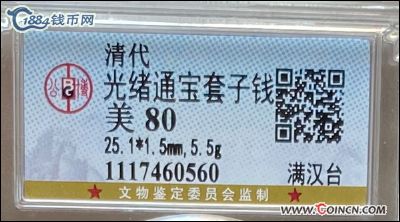 1884钱币网
清代
公博
光绪通宝套子钱
美 80
25.1*1.5mm,5.5g
1117460560
满汉台
★ 文物鉴定委员会监制 ★
www.COINCN.COM